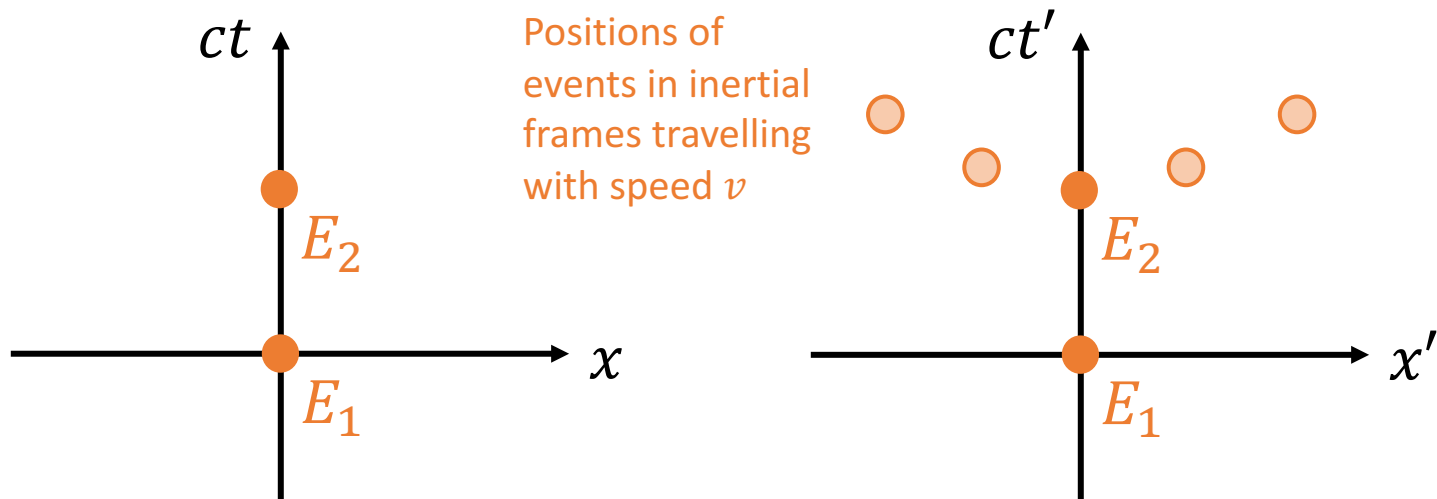 ct
E₂
E₁
x
Positions of
events in inertial
frames travelling
with speed v
ct′
E₂
E₁
x′